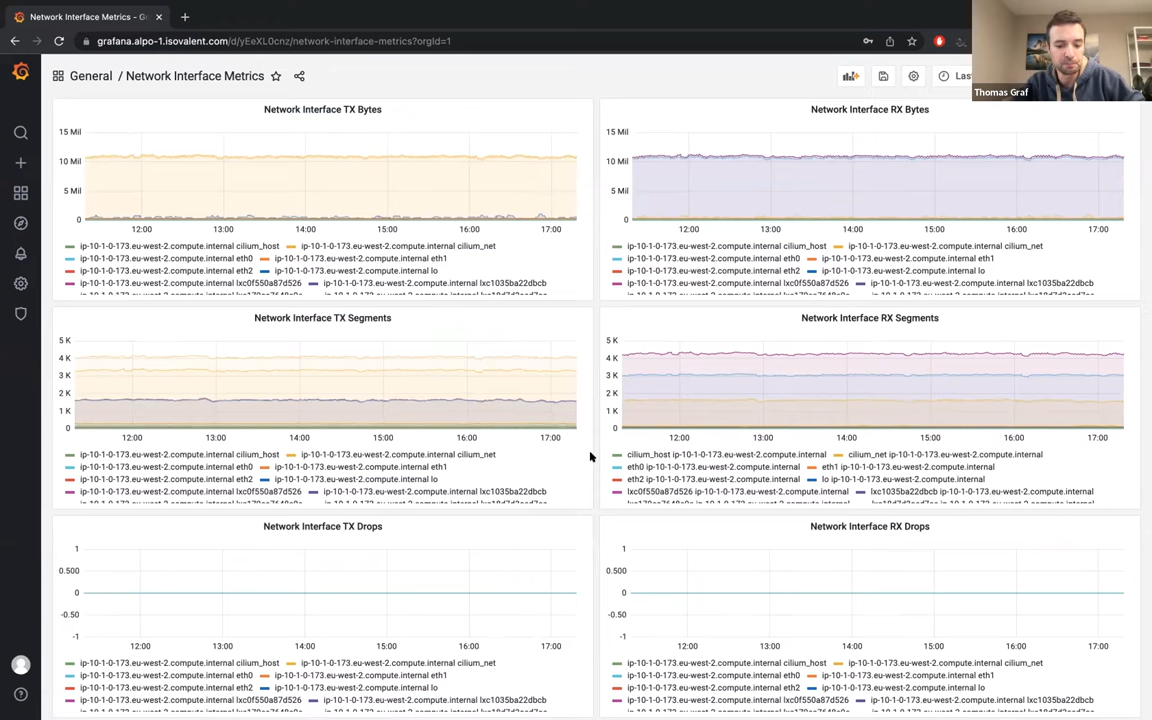 Network Interface Metrics - G
grafana.alpo-1.isovalent.com/d/yEeXL0cnz/network-interface-metrics?orgId=1
Thomas Graf
General / Network Interface Metrics
Las
Network Interface TX Bytes
15 Mil
10 Mil
5 Mil
0
12:00 13:00 14:00 15:00 16:00 17:00
ip-10-1-0-173.eu-west-2.compute.internal cilium_host ip-10-1-0-173.eu-west-2.compute.internal cilium_net
ip-10-1-0-173.eu-west-2.compute.internal eth0 ip-10-1-0-173.eu-west-2.compute.internal eth1
ip-10-1-0-173.eu-west-2.compute.internal eth2 ip-10-1-0-173.eu-west-2.compute.internal lo
ip-10-1-0-173.eu-west-2.compute.internal lxc0f550a87d526 ip-10-1-0-173.eu-west-2.compute.internal lxc1035ba22dbcb
Network Interface RX Bytes
15 Mil
10 Mil
5 Mil
0
12:00 13:00 14:00 15:00 16:00 17:00
ip-10-1-0-173.eu-west-2.compute.internal cilium_host ip-10-1-0-173.eu-west-2.compute.internal cilium_net
ip-10-1-0-173.eu-west-2.compute.internal eth0 ip-10-1-0-173.eu-west-2.compute.internal eth1
ip-10-1-0-173.eu-west-2.compute.internal eth2 ip-10-1-0-173.eu-west-2.compute.internal lo
ip-10-1-0-173.eu-west-2.compute.internal lxc0f550a87d526 ip-10-1-0-173.eu-west-2.compute.internal lxc1035ba22dbcb
Network Interface TX Segments
5 K
4 K
3 K
2 K
1 K
0
12:00 13:00 14:00 15:00 16:00 17:00
ip-10-1-0-173.eu-west-2.compute.internal cilium_host ip-10-1-0-173.eu-west-2.compute.internal cilium_net
ip-10-1-0-173.eu-west-2.compute.internal eth0 ip-10-1-0-173.eu-west-2.compute.internal eth1
ip-10-1-0-173.eu-west-2.compute.internal eth2 ip-10-1-0-173.eu-west-2.compute.internal lo
ip-10-1-0-173.eu-west-2.compute.internal lxc0f550a87d526 ip-10-1-0-173.eu-west-2.compute.internal lxc1035ba22dbcb
Network Interface RX Segments
5 K
4 K
3 K
2 K
1 K
0
12:00 13:00 14:00 15:00 16:00 17:00
cilium_host ip-10-1-0-173.eu-west-2.compute.internal cilium_net ip-10-1-0-173.eu-west-2.compute.internal
eth0 ip-10-1-0-173.eu-west-2.compute.internal eth1 ip-10-1-0-173.eu-west-2.compute.internal
eth2 ip-10-1-0-173.eu-west-2.compute.internal lo ip-10-1-0-173.eu-west-2.compute.internal
lxc0f550a87d526 ip-10-1-0-173.eu-west-2.compute.internal lxc1035ba22dbcb ip-10-1-0-173.eu-west-2.compute.internal
Network Interface TX Drops
1
0.500
0
-0.50
-1
12:00 13:00 14:00 15:00 16:00 17:00
ip-10-1-0-173.eu-west-2.compute.internal cilium_host ip-10-1-0-173.eu-west-2.compute.internal cilium_net
ip-10-1-0-173.eu-west-2.compute.internal eth0 ip-10-1-0-173.eu-west-2.compute.internal eth1
ip-10-1-0-173.eu-west-2.compute.internal eth2 ip-10-1-0-173.eu-west-2.compute.internal lo
ip-10-1-0-173.eu-west-2.compute.internal lxc0f550a87d526 ip-10-1-0-173.eu-west-2.compute.internal lxc1035ba22dbcb
Network Interface RX Drops
1
0.500
0
-0.50
-1
12:00 13:00 14:00 15:00 16:00 17:00
ip-10-1-0-173.eu-west-2.compute.internal cilium_host ip-10-1-0-173.eu-west-2.compute.internal cilium_net
ip-10-1-0-173.eu-west-2.compute.internal eth0 ip-10-1-0-173.eu-west-2.compute.internal eth1
ip-10-1-0-173.eu-west-2.compute.internal eth2 ip-10-1-0-173.eu-west-2.compute.internal lo
ip-10-1-0-173.eu-west-2.compute.internal lxc0f550a87d526 ip-10-1-0-173.eu-west-2.compute.internal lxc1035ba22dbcb